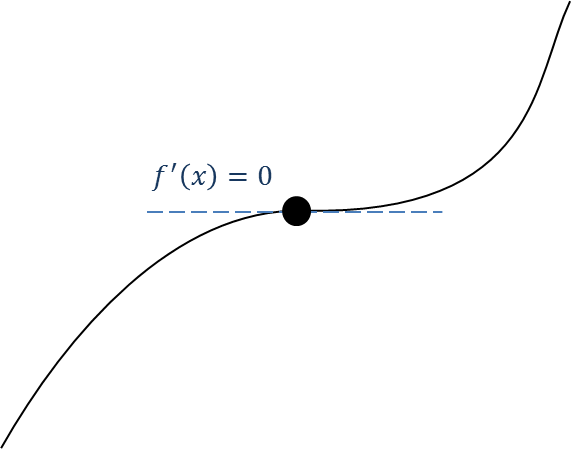 f′(x) = 0